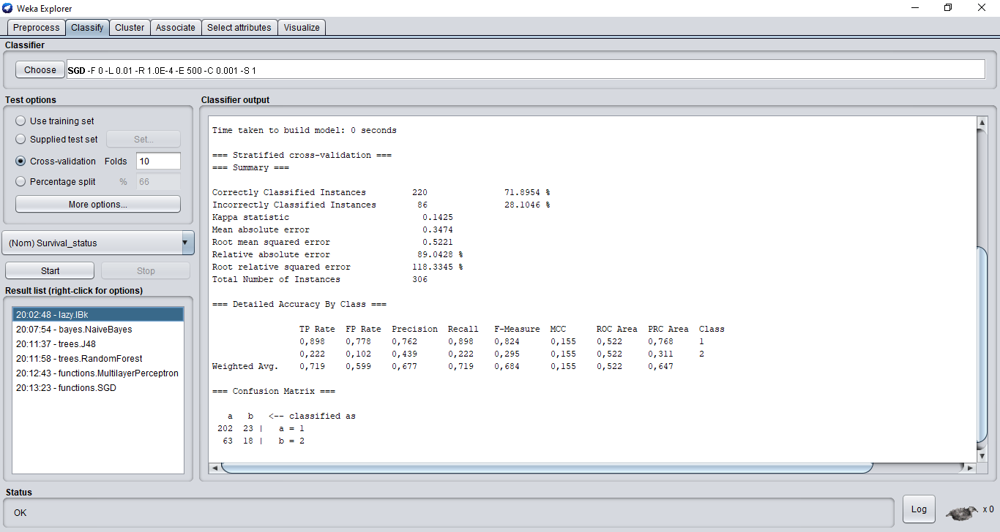 Weka Explorer
Preprocess Classify Cluster Associate Select attributes Visualize
Classifier
Choose SGD -F 0 -L 0.01 -R 1.0E-4 -E 500 -C 0.001 -S 1
Test options
Use training set
Supplied test set Set...
Cross-validation Folds 10
Percentage split % 66
More options...
(Nom) Survival_status
Start Stop
Result list (right-click for options)
20:02:48 - lazy.IBk
20:07:54 - bayes.NaiveBayes
20:11:37 - trees.J48
20:11:58 - trees.RandomForest
20:12:43 - functions.MultilayerPerceptron
20:13:23 - functions.SGD
Classifier output
Time taken to build model: 0 seconds
=== Stratified cross-validation ===
=== Summary ===
Correctly Classified Instances 220 71.8954 %
Incorrectly Classified Instances 86 28.1046 %
Kappa statistic 0.1425
Mean absolute error 0.3474
Root mean squared error 0.5221
Relative absolute error 89.0428 %
Root relative squared error 118.3345 %
Total Number of Instances 306
=== Detailed Accuracy By Class ===
TP Rate FP Rate Precision Recall F-Measure MCC ROC Area PRC Area Class
0,898 0,778 0,762 0,898 0,824 0,155 0,522 0,768 1
0,222 0,102 0,439 0,222 0,295 0,155 0,522 0,311 2
Weighted Avg. 0,719 0,599 0,677 0,719 0,684 0,155 0,522 0,647
=== Confusion Matrix ===
a b <-- classified as
202 23 | a = 1
63 18 | b = 2
Status
OK
Log x 0